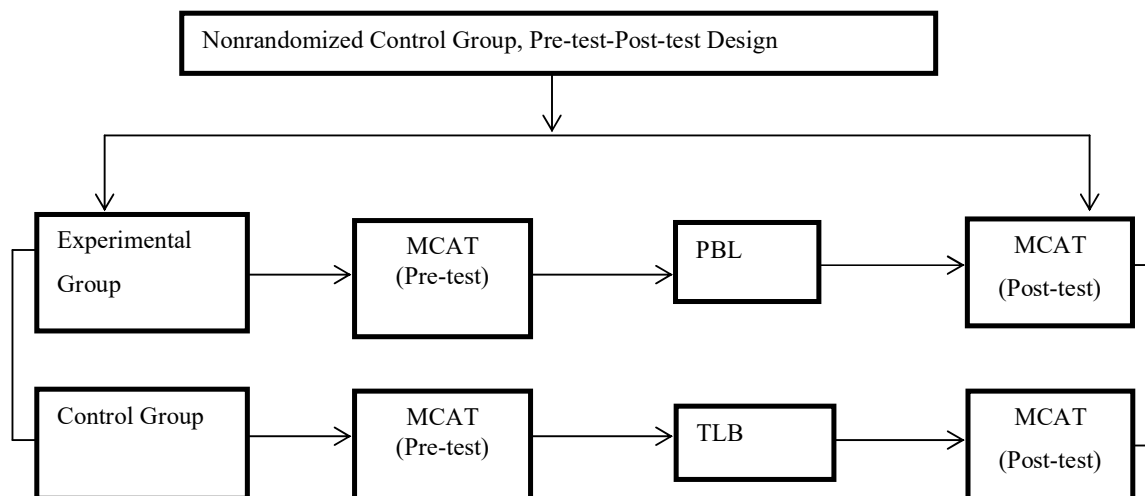 Nonrandomized Control Group, Pre-test-Post-test Design
Experimental
Group
MCAT
(Pre-test)
PBL
MCAT
(Post-test)
Control Group
MCAT
(Pre-test)
TLB
MCAT
(Post-test)